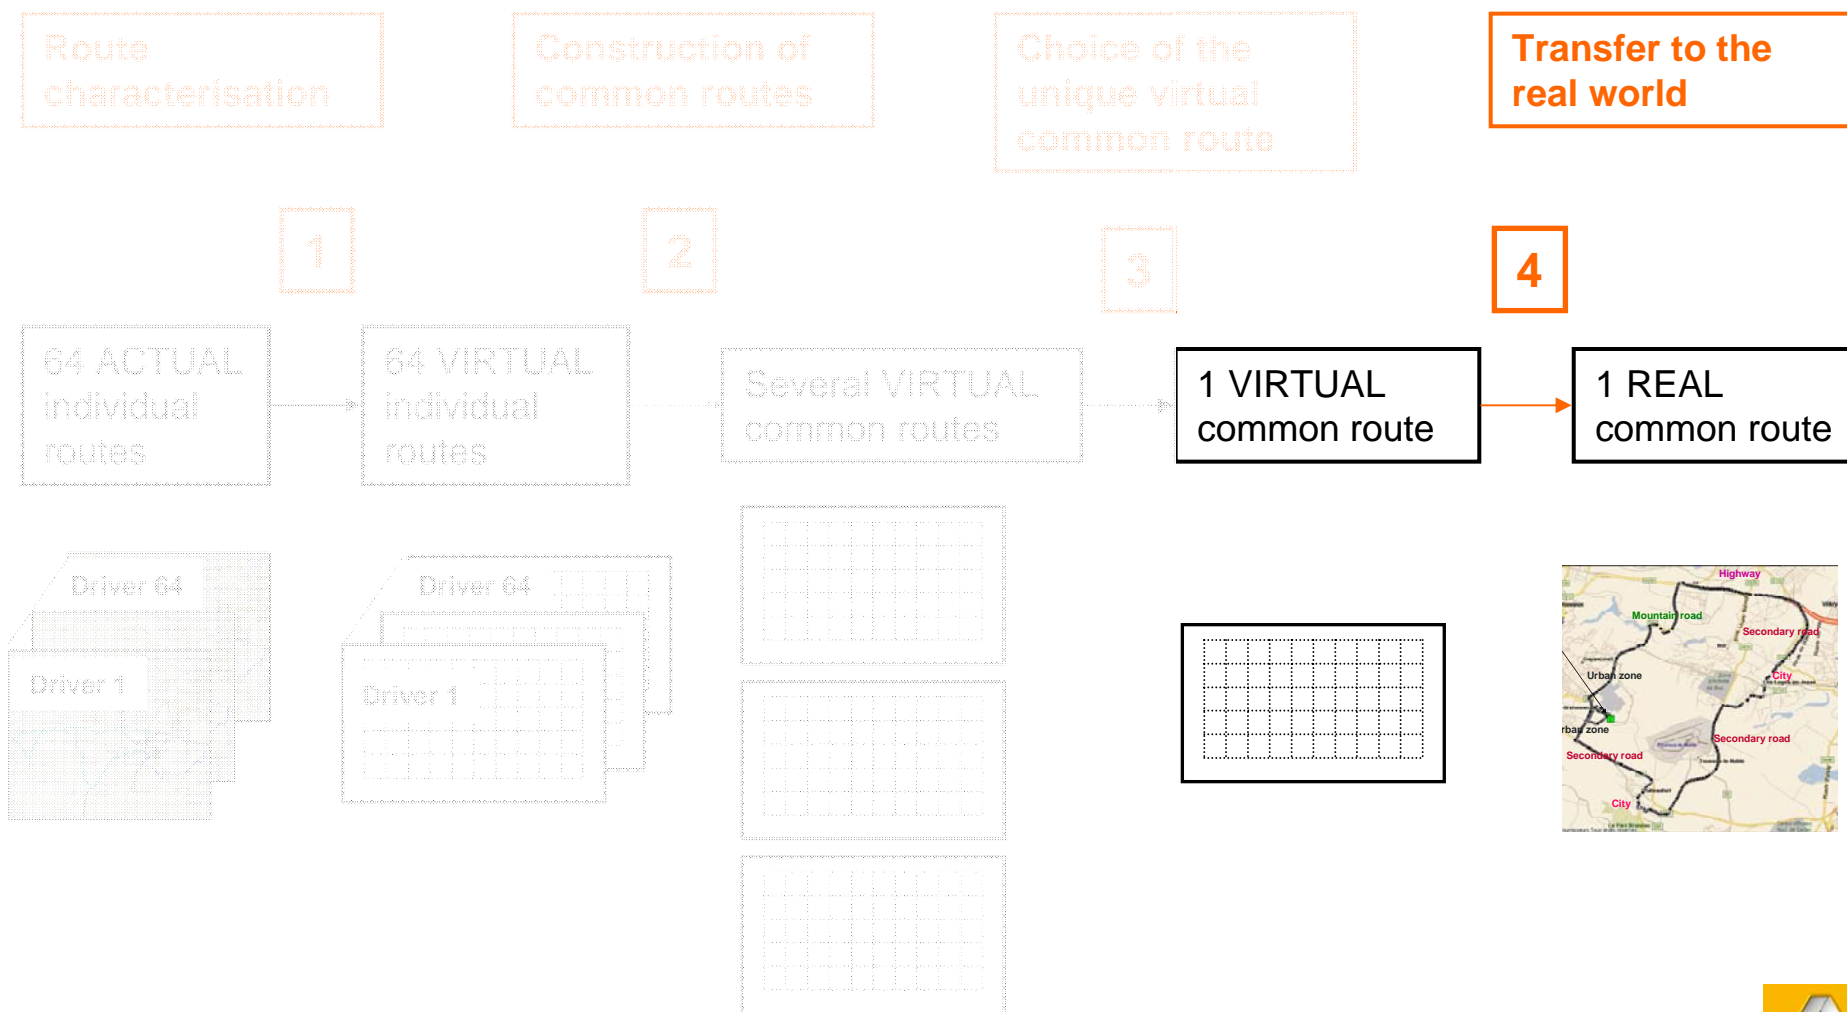 Route
characterisation
Construction of
common routes
Choice of the
unique virtual
common route
Transfer to the
real world
1
2
3
4
64 ACTUAL
individual
routes
64 VIRTUAL
individual
routes
Several VIRTUAL
common routes
1 VIRTUAL
common route
1 REAL
common route
Driver 64
Driver 1
Driver 64
Driver 1
Highway
Mountain road
Secondary road
Urban zone
City
rban zone
Secondary road
Secondary road
City